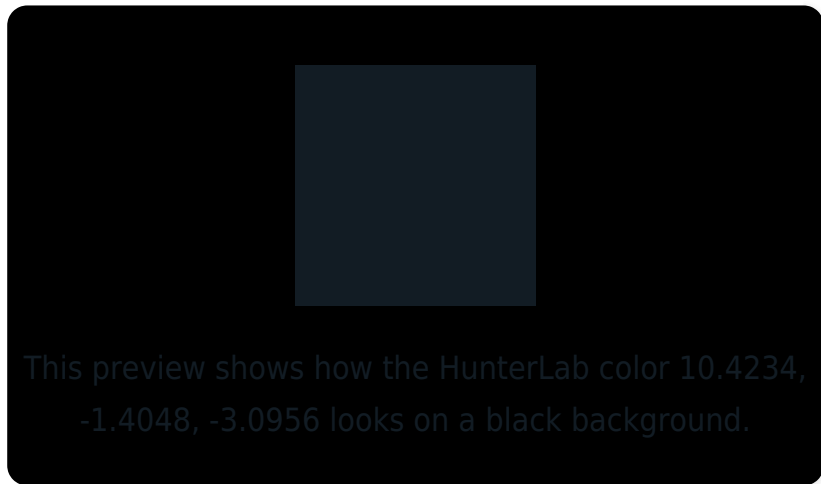 This preview shows how the HunterLab color 10.4234,
-1.4048, -3.0956 looks on a black background.